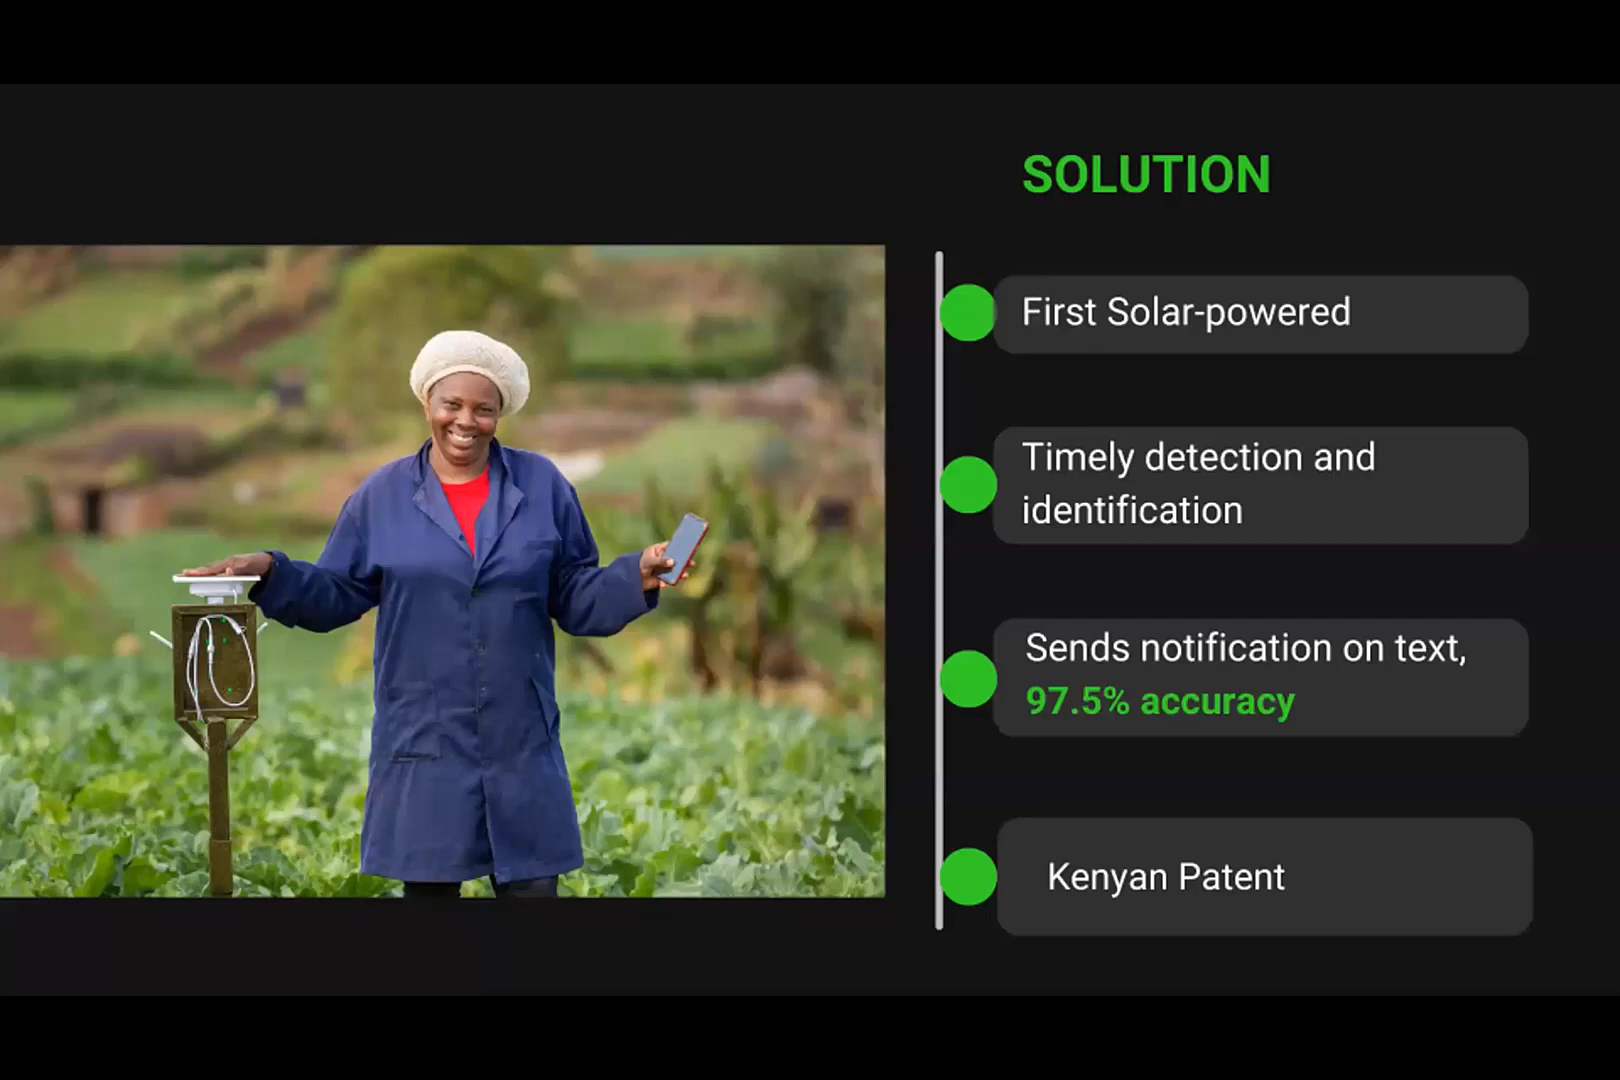 SOLUTION
First Solar-powered
Timely detection and
identification
Sends notification on text,
97.5% accuracy
Kenyan Patent